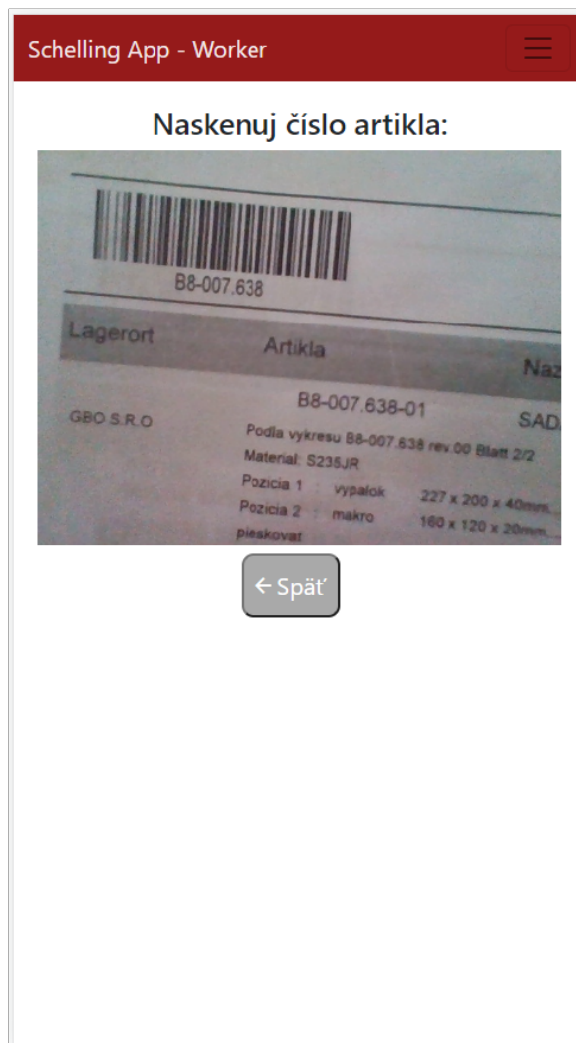 Schelling App - Worker
Naskenuj číslo artikla:
B8-007.638
Lagerort Artikla Naz
B8-007.638-01 SAD
GBO S.R.O
Podla vykresu B8-007.638 rev.00 Blatt 2/2
Material: S235JR
Pozicia 1 : vypalok 227 x 200 x 40mm
Pozicia 2 : makro 160 x 120 x 20mm
pieskovat
← Späť